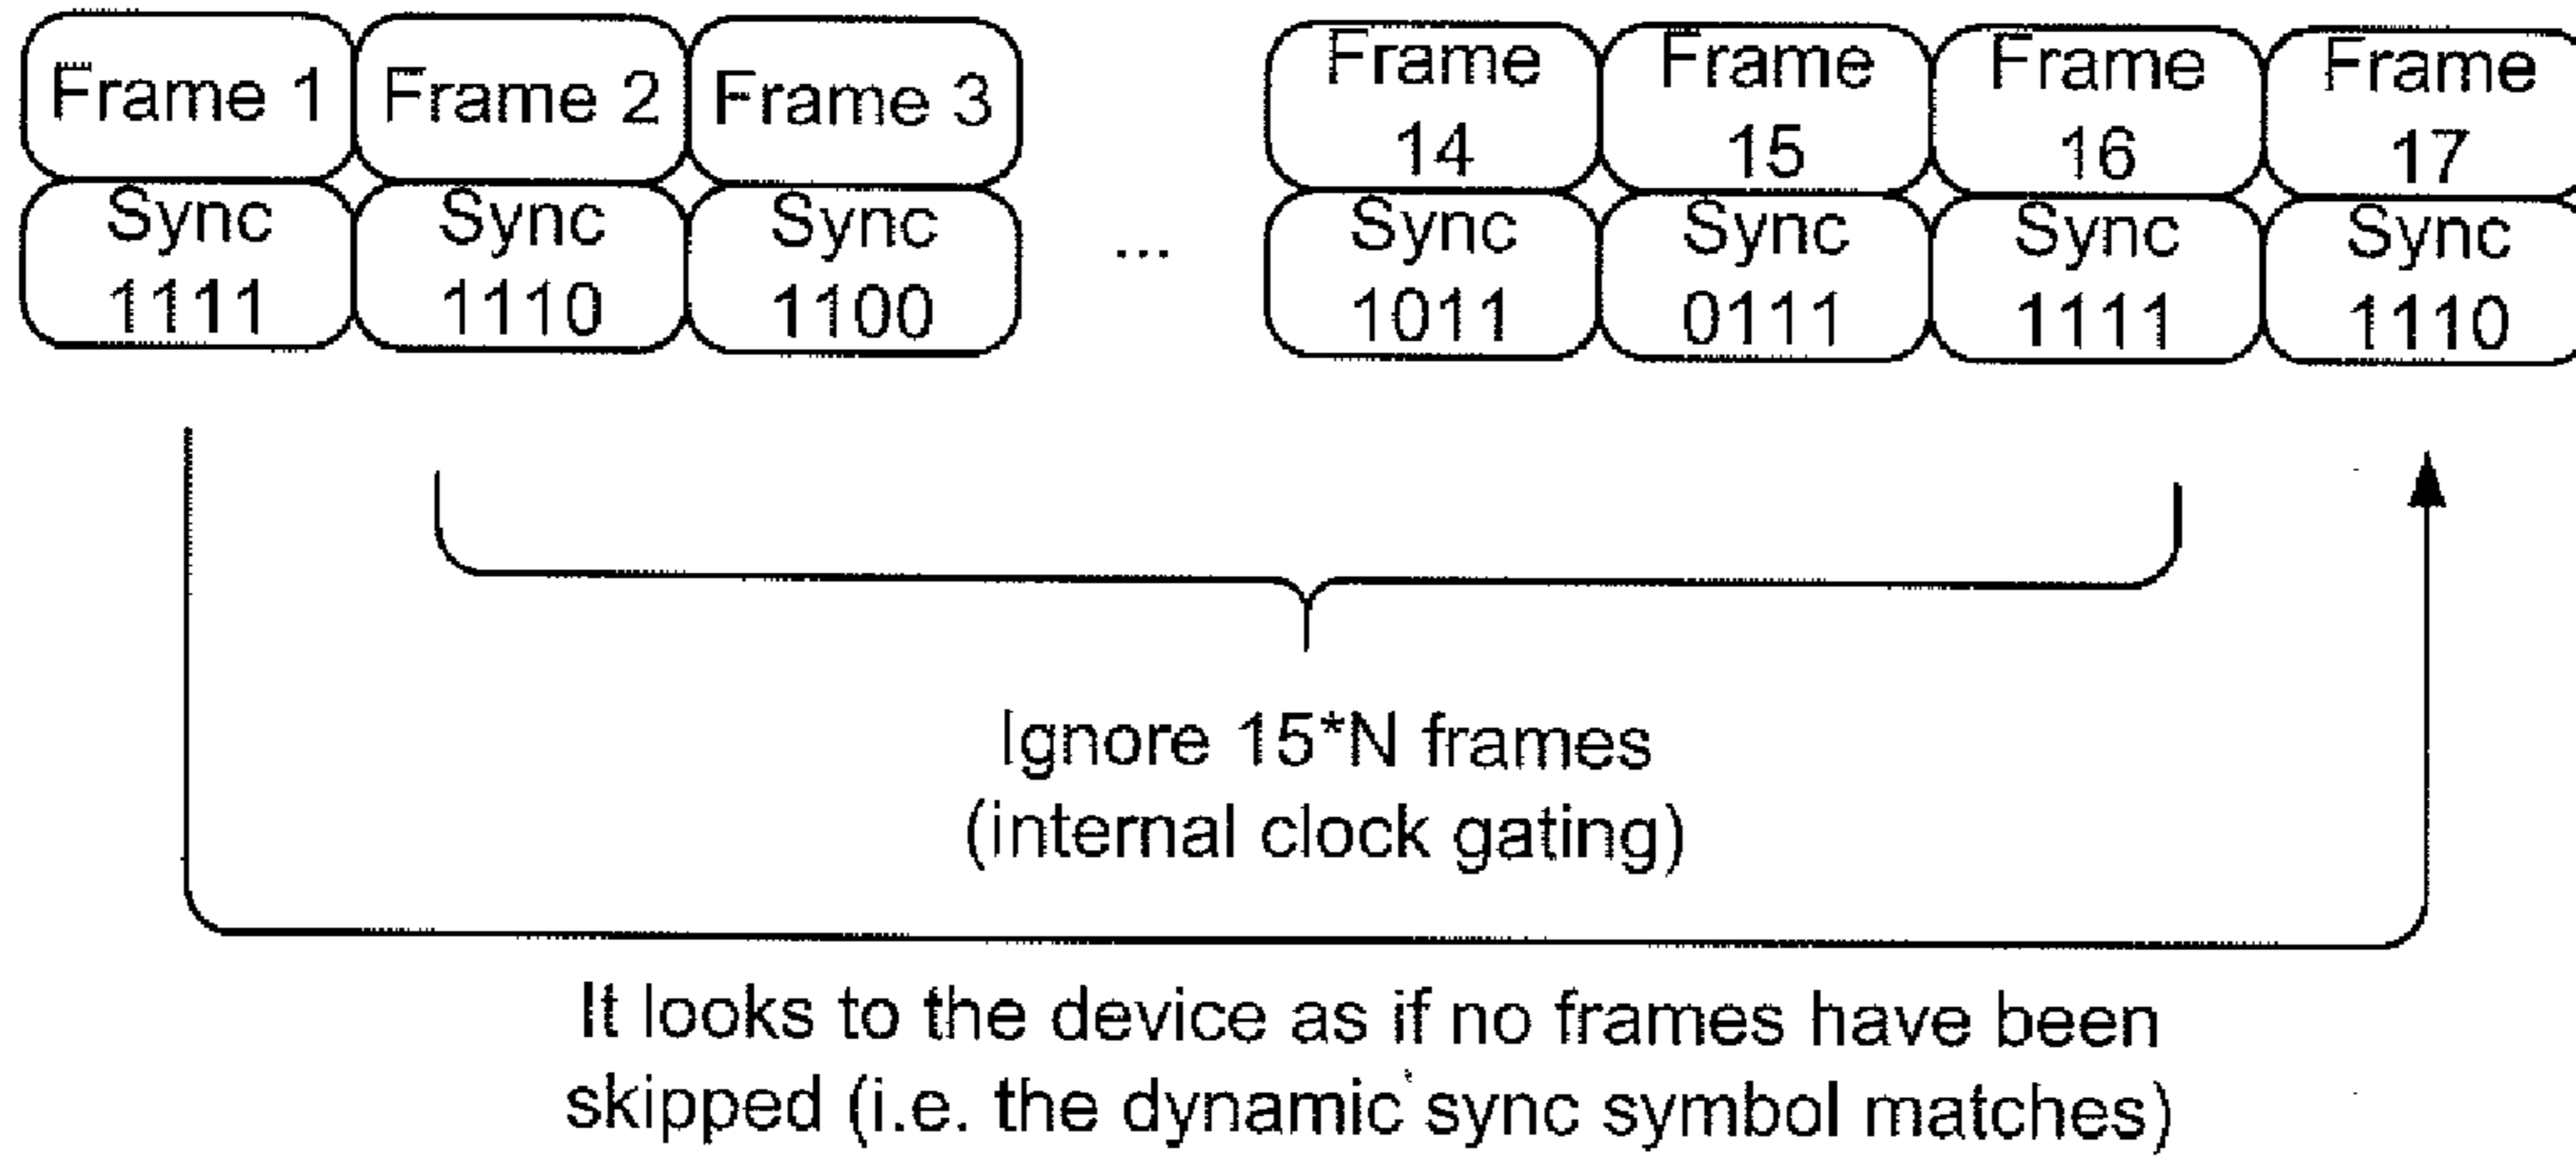 Frame 1 Frame 2 Frame 3 Frame Frame Frame Frame
14 15 16 17
Sync Sync Sync ... Sync Sync Sync Sync
1111 1110 1100 1011 0111 1111 1110
Ignore 15*N frames
(internal clock gating)
It looks to the device as if no frames have been
skipped (i.e. the dynamic sync symbol matches)